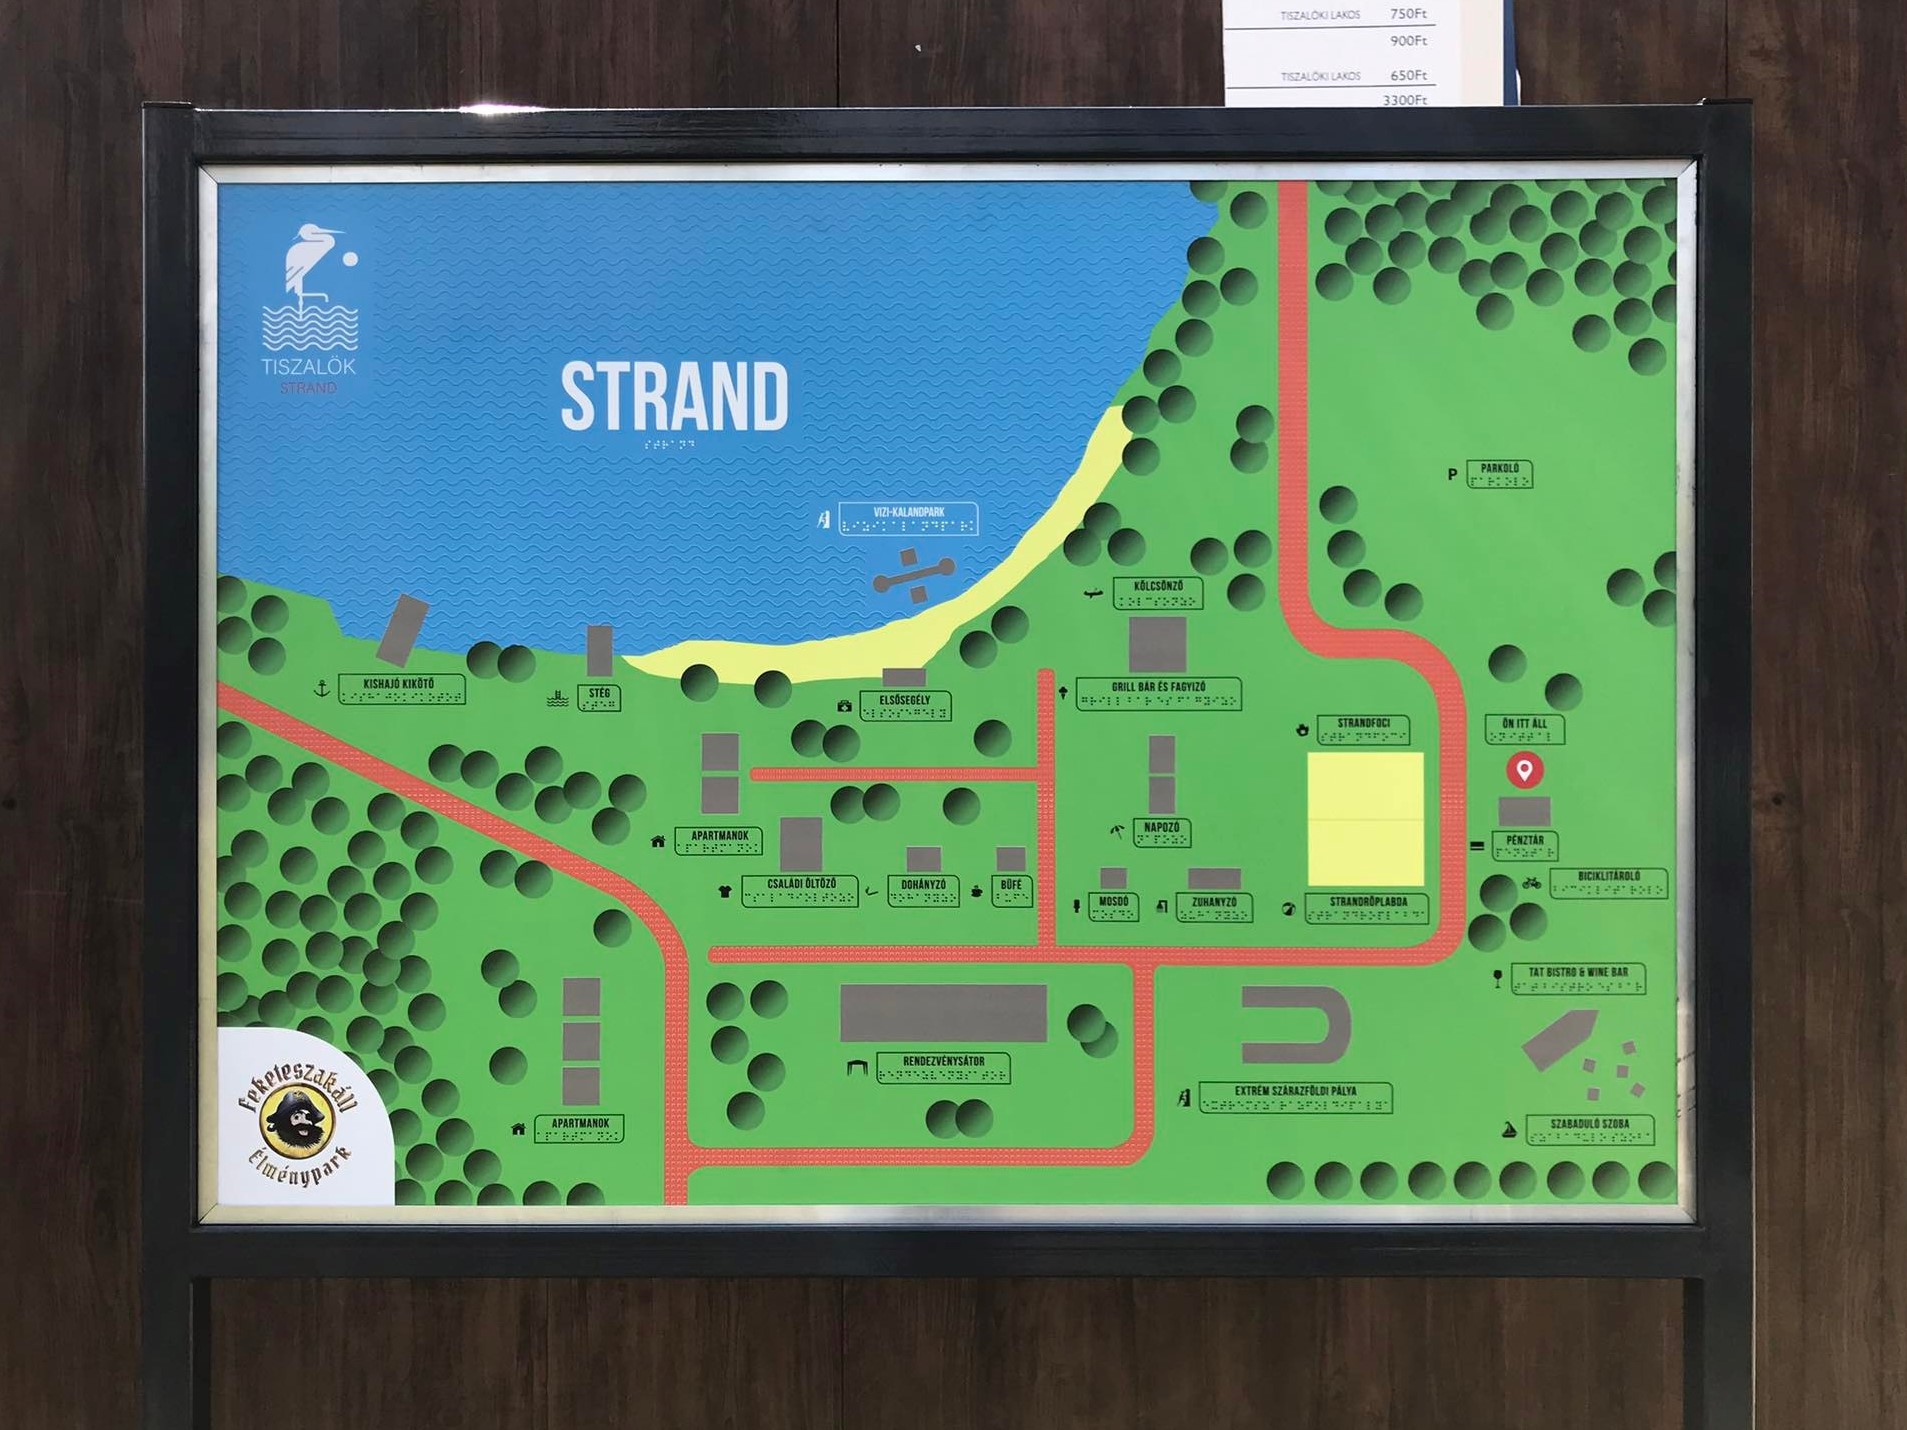 TISZALÖKI LAKOS 750Ft
900Ft
TISZALÖKI LAKOS 650Ft
3300Ft
TISZALÖK
STRAND
STRAND
VIZI-KALANDPARK
PARKOLÓ
KÖLCSÖNZŐ
KISHAJÓ KIKÖTŐ
STÉG
ELSŐSEGÉLY
GRILL BÁR ÉS FAGYIZÓ
STRANDFOCI
ÖN ITT ÁLL
APARTMANOK
NAPOZÓ
PÉNZTÁR
CSALÁDI ÖLTÖZŐ
DOHÁNYZÓ
BÜFÉ
MOSDÓ
ZUHANYZÓ
STRANDRÖPLABDA
BICIKLITÁROLÓ
TAT BISTRO & WINE BAR
RENDEZVÉNYSÁTOR
EXTRÉM SZÁRAZFÖLDI PÁLYA
APARTMANOK
SZABADULÓ SZOBA
Feketeszakáll
Élménypark
P